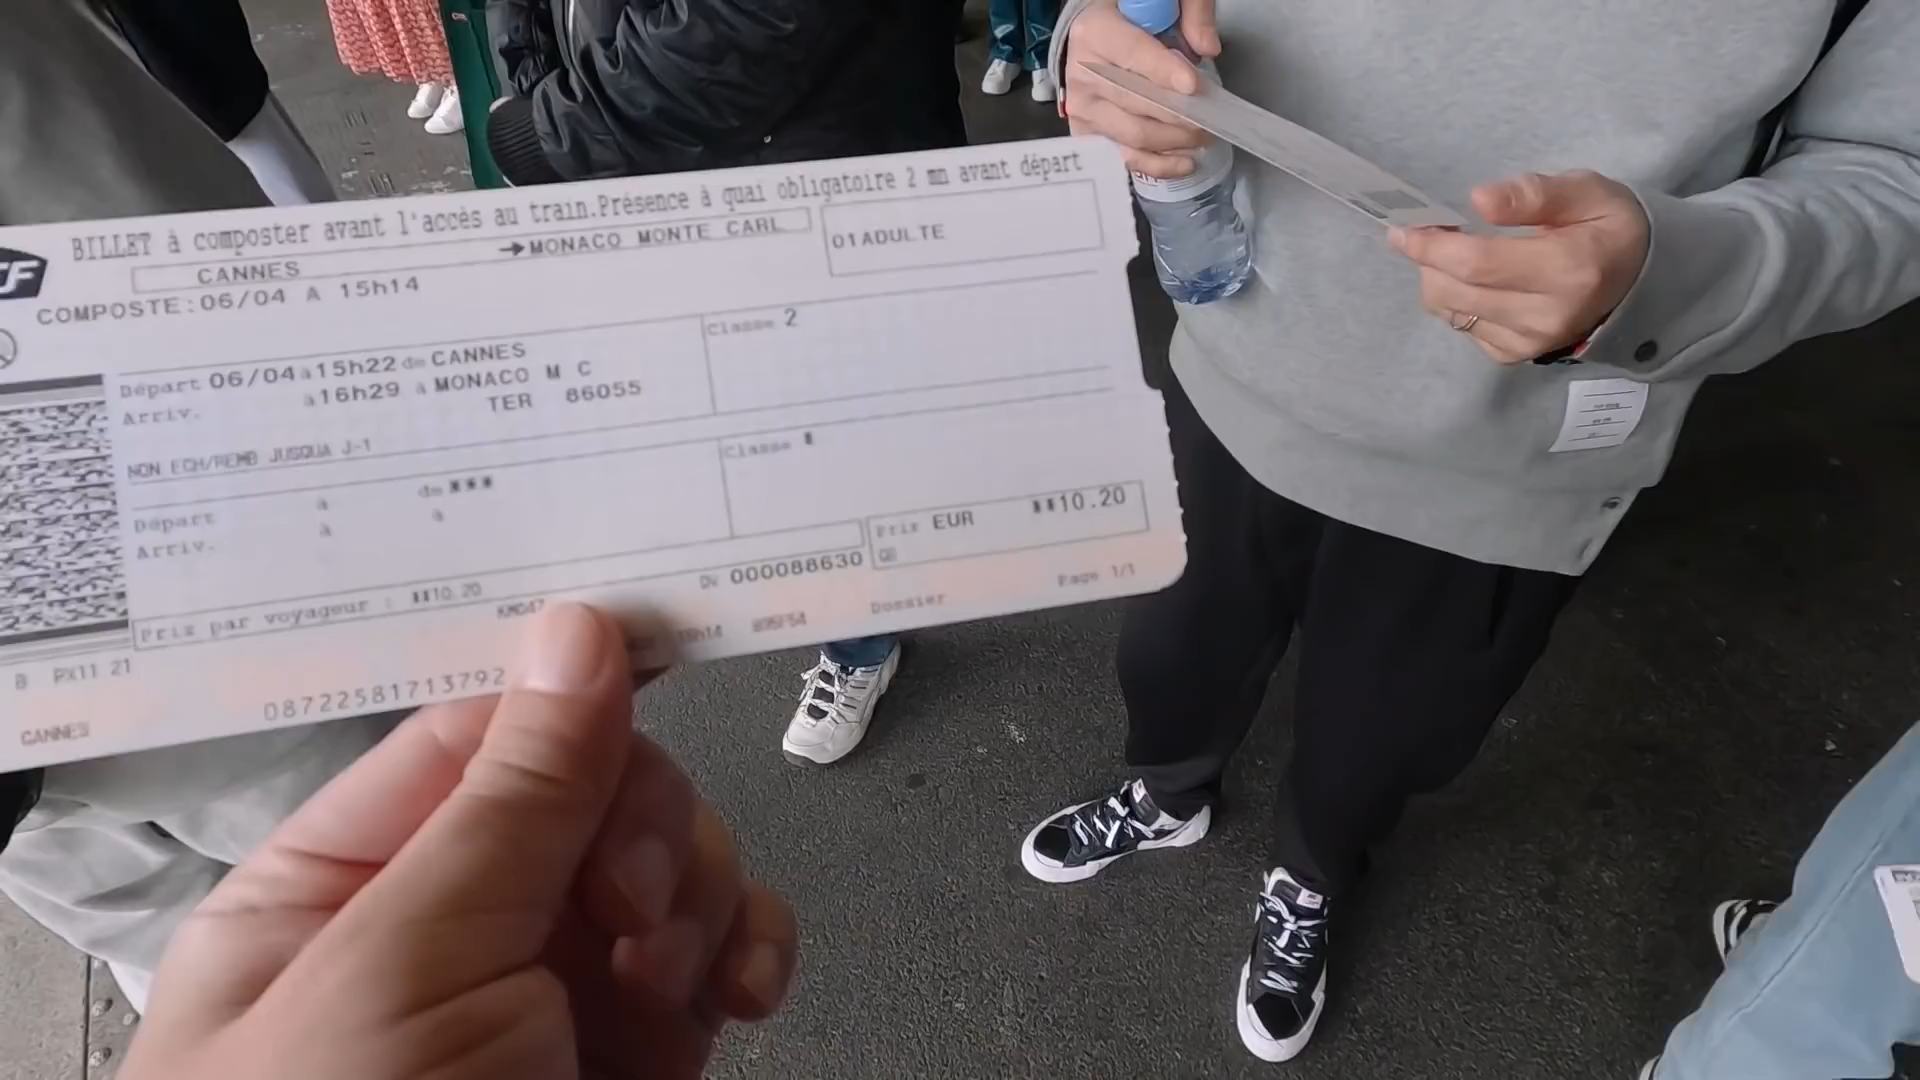 BILLET à composter avant l'accès au train.Présence à quai obligatoire 2 mn avant départ
CANNES →MONACO MONTE CARL
01ADULTE
COMPOSTE:06/04 A 15h14
Départ 06/04 à 15h22 de CANNES
Classe 2
Arriv. à 16h29 à MONACO M C
TER 86055
NON ECH/REMB JUSQUA J-1
Départ à de ***
Classe *
Arriv. à à
Prix EUR **10.20
Prix par voyageur : **10.20
DV 000088630
Page 1/1
Dossier
B PX11 21
08722581713792
CANNES